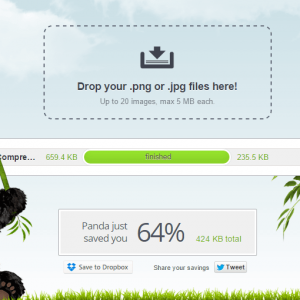 Drop your .png or .jpg files here!
Up to 20 images, max 5 MB each.
Compre... 659.4 KB finished 235.5 KB
Panda just saved you 64% 424 KB total
Save to Dropbox Share your savings Tweet